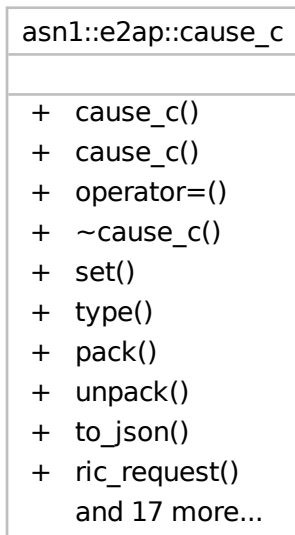 asn1::e2ap::cause_c
+ cause_c()
+ cause_c()
+ operator=()
+ ~cause_c()
+ set()
+ type()
+ pack()
+ unpack()
+ to_json()
+ ric_request()
and 17 more...